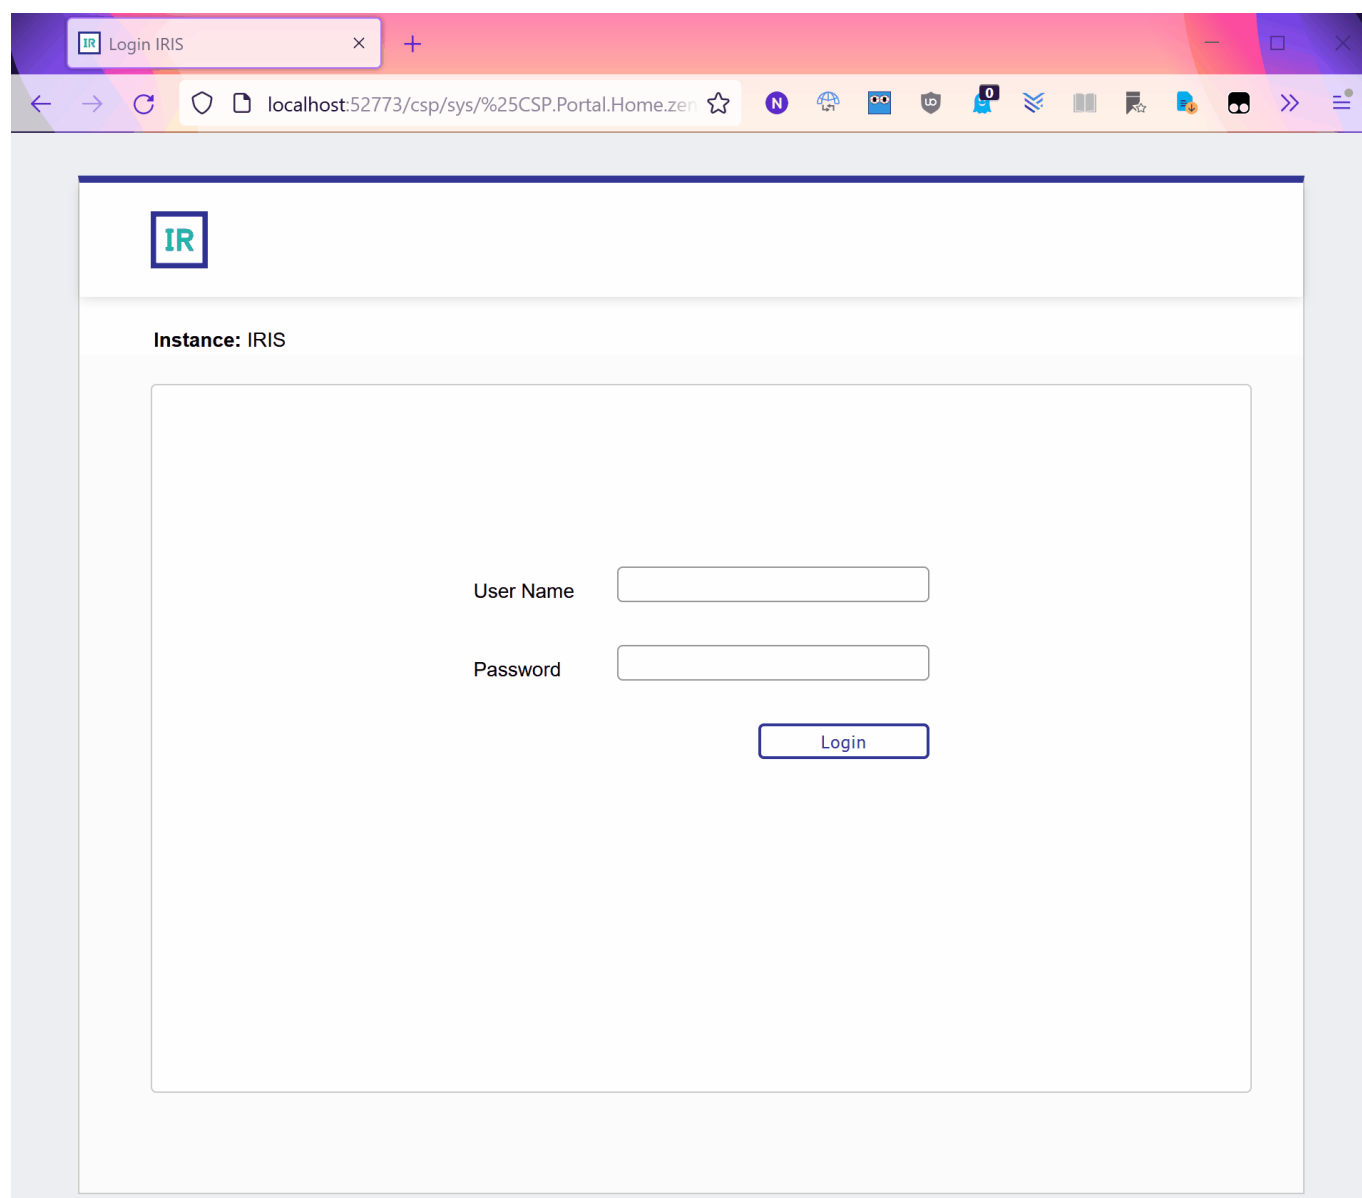 IR Login IRIS
localhost:52773/csp/sys/%25CSP.Portal.Home.zen
N
UO
0
IR
Instance: IRIS
User Name
Password
Login